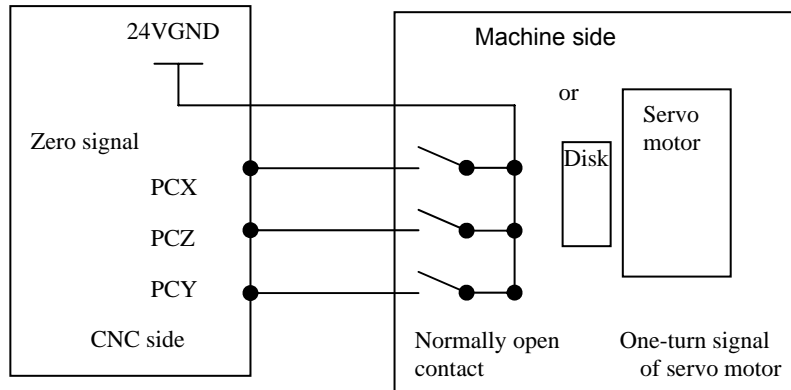 24VGND
Machine side
or
Servo
motor
Zero signal
Disk
PCX
PCZ
PCY
CNC side
Normally open
contact
One-turn signal
of servo motor